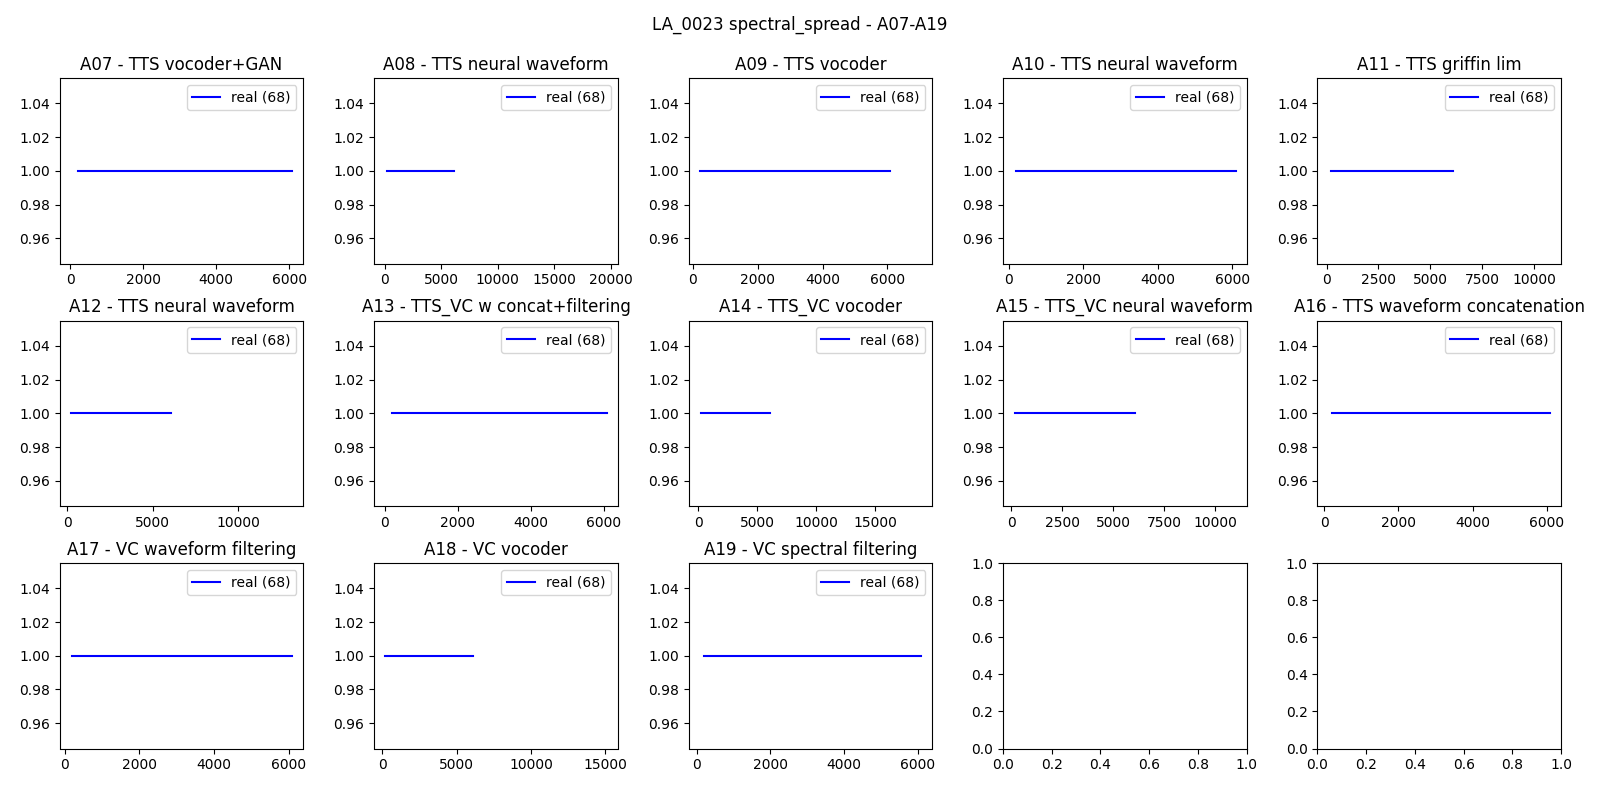 LA_0023 spectral_spread - A07-A19
A07 - TTS vocoder+GAN
real (68)
1.04
1.02
1.00
0.98
0.96
0 2000 4000 6000
A08 - TTS neural waveform
real (68)
1.04
1.02
1.00
0.98
0.96
0 5000 10000 15000 20000
A09 - TTS vocoder
real (68)
1.04
1.02
1.00
0.98
0.96
0 2000 4000 6000
A10 - TTS neural waveform
real (68)
1.04
1.02
1.00
0.98
0.96
0 2000 4000 6000
A11 - TTS griffin lim
real (68)
1.04
1.02
1.00
0.98
0.96
0 2500 5000 7500 10000
A12 - TTS neural waveform
real (68)
1.04
1.02
1.00
0.98
0.96
0 5000 10000
A13 - TTS_VC w concat+filtering
real (68)
1.04
1.02
1.00
0.98
0.96
0 2000 4000 6000
A14 - TTS_VC vocoder
real (68)
1.04
1.02
1.00
0.98
0.96
0 5000 10000 15000
A15 - TTS_VC neural waveform
real (68)
1.04
1.02
1.00
0.98
0.96
0 2500 5000 7500 10000
A16 - TTS waveform concatenation
real (68)
1.04
1.02
1.00
0.98
0.96
0 2000 4000 6000
A17 - VC waveform filtering
real (68)
1.04
1.02
1.00
0.98
0.96
0 2000 4000 6000
A18 - VC vocoder
real (68)
1.04
1.02
1.00
0.98
0.96
0 5000 10000 15000
A19 - VC spectral filtering
real (68)
1.04
1.02
1.00
0.98
0.96
0 2000 4000 6000
1.0
0.8
0.6
0.4
0.2
0.0
0.0 0.2 0.4 0.6 0.8 1.0
1.0
0.8
0.6
0.4
0.2
0.0
0.0 0.2 0.4 0.6 0.8 1.0